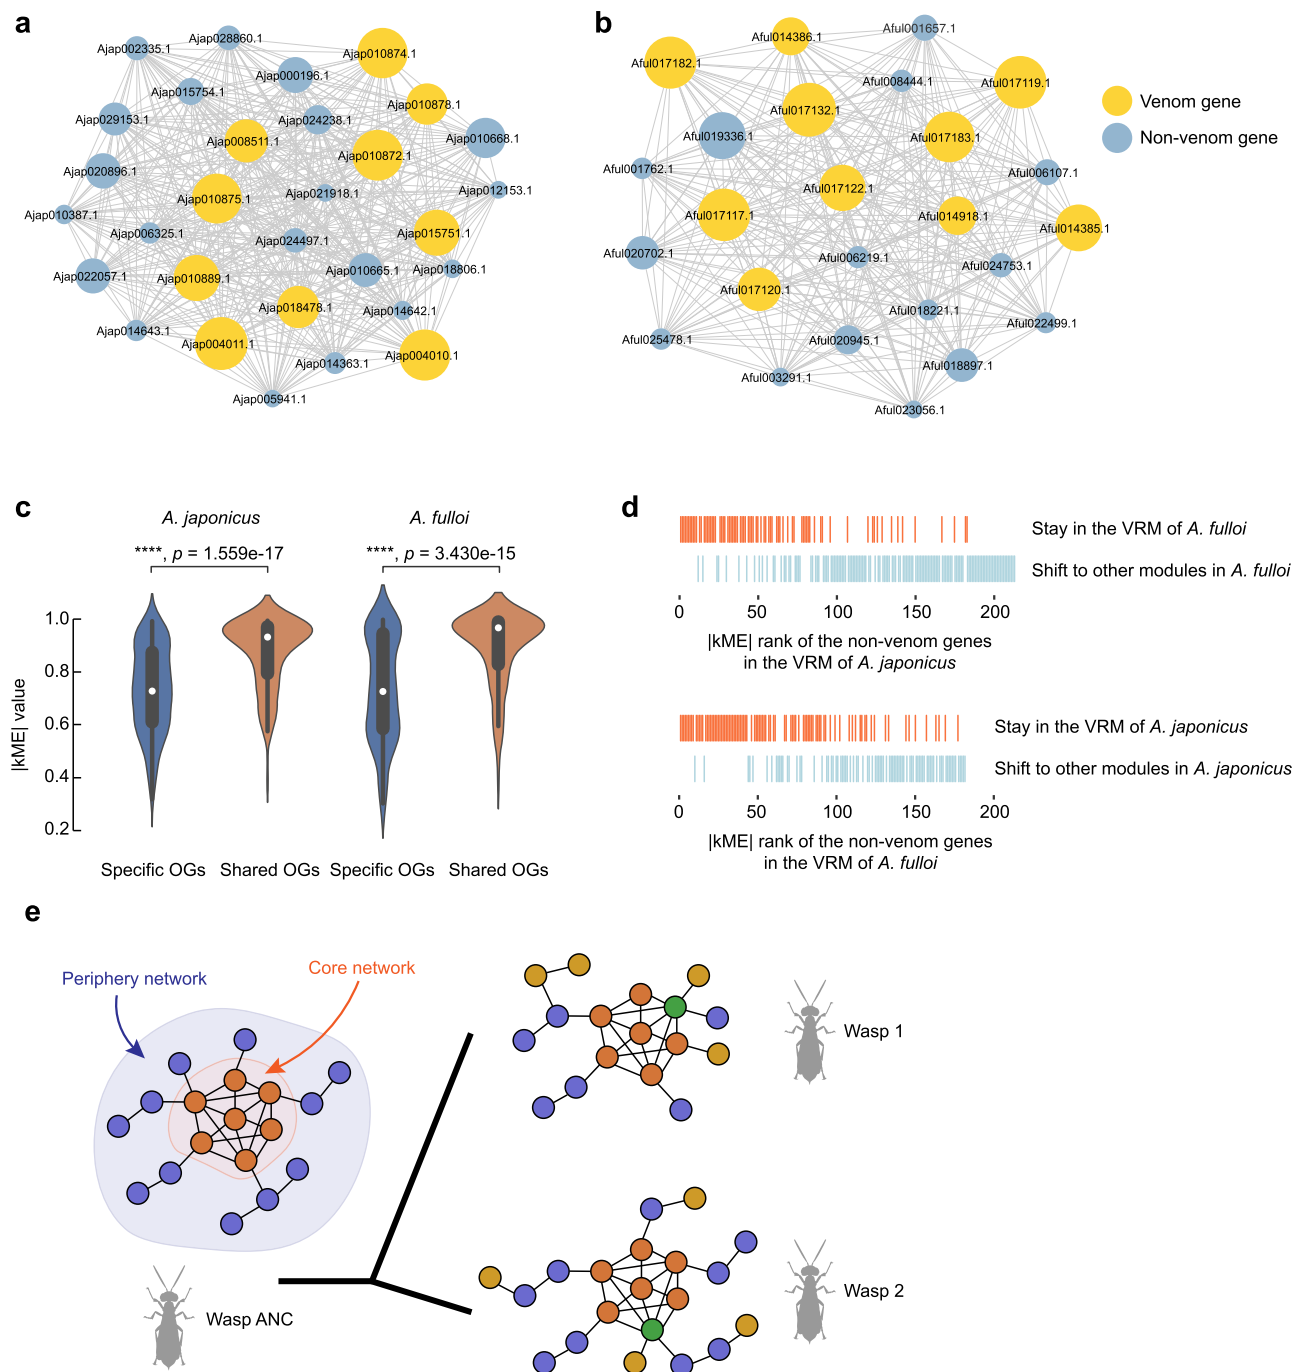 a
Ajap028860.1
Ajap002335.1
Ajap010874.1
Ajap000196.1
Ajap015754.1
Ajap010878.1
Ajap029153.1
Ajap024238.1
Ajap008511.1
Ajap010668.1
Ajap010872.1
Ajap020896.1
Ajap021918.1
Ajap012153.1
Ajap010875.1
Ajap010387.1
Ajap006325.1
Ajap015751.1
Ajap024497.1
Ajap022057.1
Ajap010889.1
Ajap010665.1
Ajap018806.1
Ajap018478.1
Ajap014642.1
Ajap014643.1
Ajap004011.1
Ajap014363.1
Ajap004010.1
Ajap005941.1
b
Aful001657.1
Aful014386.1
Aful017182.1
Aful008444.1
Aful017119.1
Aful017132.1
Aful019336.1
Aful017183.1
Aful001762.1
Aful006107.1
Aful017122.1
Aful017117.1
Aful014918.1
Aful014385.1
Aful020702.1
Aful006219.1
Aful024753.1
Aful017120.1
Aful018221.1
Aful022499.1
Aful025478.1
Aful020945.1
Aful018897.1
Aful003291.1
Aful023056.1
Venom gene
Non-venom gene
c
A. japonicus
A. fulloi
****, p = 1.559e-17
****, p = 3.430e-15
|kME| value
1.0
0.8
0.6
0.4
0.2
Specific OGs
Shared OGs
Specific OGs
Shared OGs
d
Stay in the VRM of A. fulloi
Shift to other modules in A. fulloi
0 50 100 150 200
|kME| rank of the non-venom genes
in the VRM of A. japonicus
Stay in the VRM of A. japonicus
Shift to other modules in A. japonicus
0 50 100 150 200
|kME| rank of the non-venom genes
in the VRM of A. fulloi
e
Periphery network
Core network
Wasp 1
Wasp 2
Wasp ANC